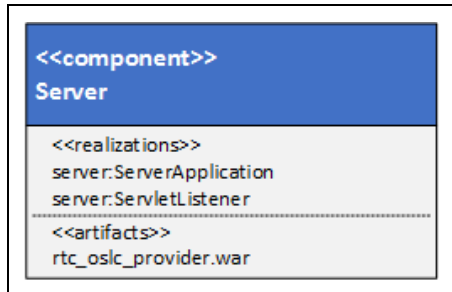 <<component>>
Server
<<realizations>>
server:ServerApplication
server:ServletListener
<<artifacts>>
rtc_oslc_provider.war